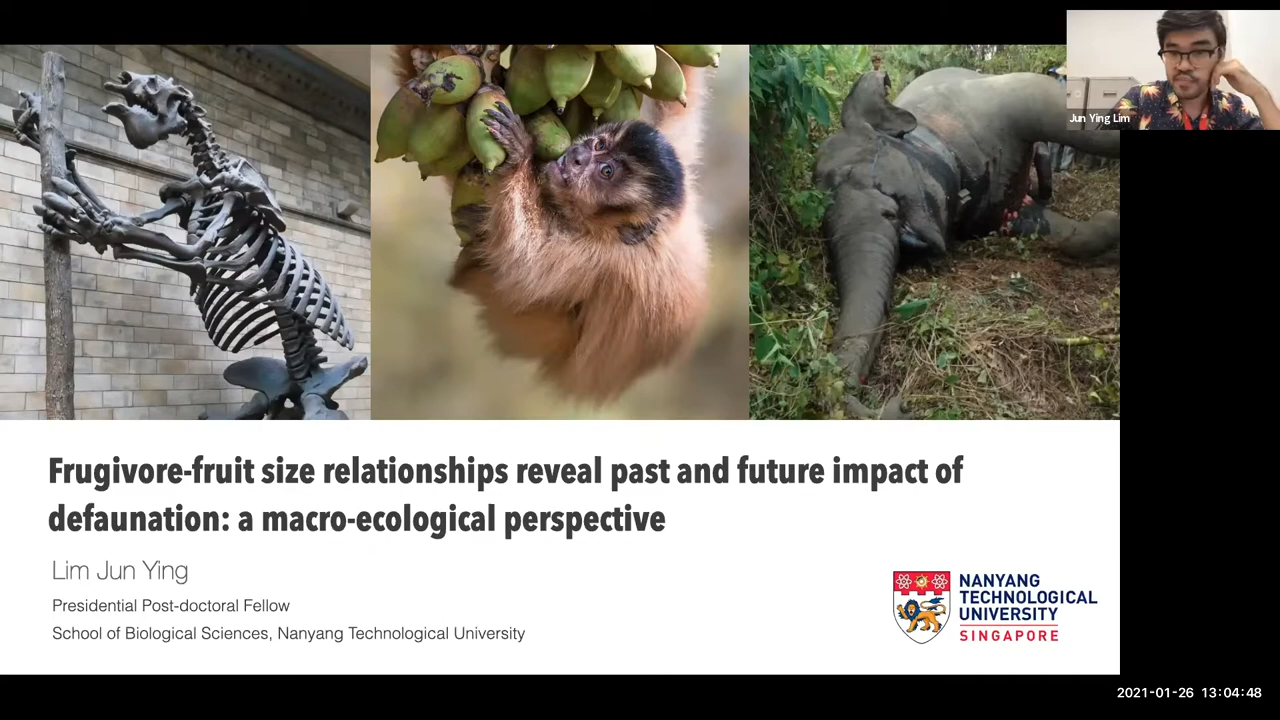 Jun Ying Lim
Frugivore-fruit size relationships reveal past and future impact of
defaunation: a macro-ecological perspective
Lim Jun Ying
Presidential Post-doctoral Fellow
School of Biological Sciences, Nanyang Technological University
NANYANG
TECHNOLOGICAL
UNIVERSITY
SINGAPORE
2021-01-26 13:04:48